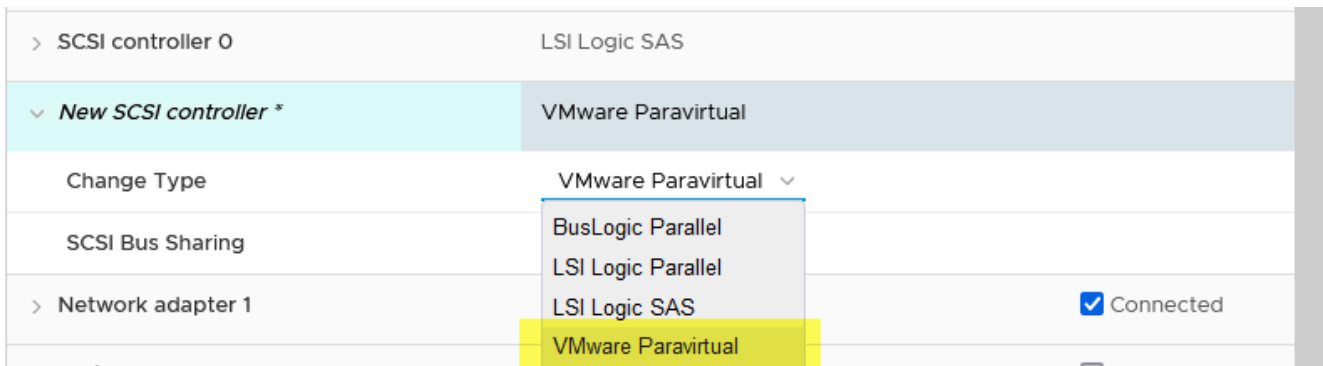 SCSI controller 0 LSI Logic SAS
New SCSI controller * VMware Paravirtual
Change Type VMware Paravirtual
SCSI Bus Sharing
BusLogic Parallel
LSI Logic Parallel
LSI Logic SAS
VMware Paravirtual
Network adapter 1 Connected